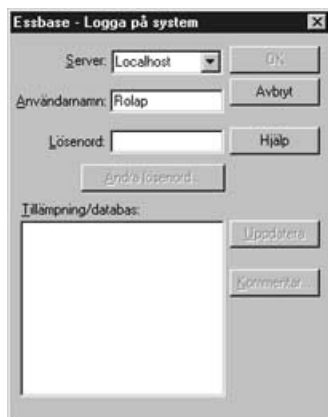 Essbase - Logga på system
Server: Localhost
OK
Användarnamn: Rolap
Avbryt
Lösenord:
Hjälp
Ändra lösenord...
Tillämpning/databas:
Uppdatera
Kommentar...